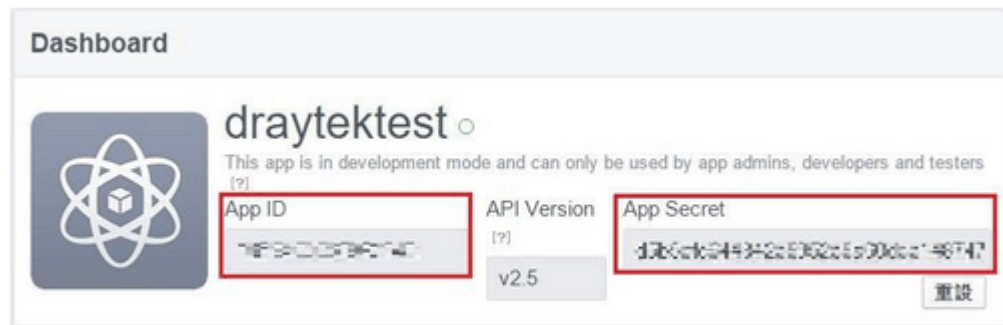 Dashboard
draytektest
This app is in development mode and can only be used by app admins, developers and testers
[?]
App ID
API Version
[?]
v2.5
App Secret
重設